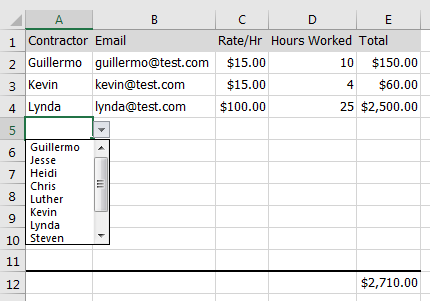 A B C D E
1 Contractor Email Rate/Hr Hours Worked Total
2 Guillermo guillermo@test.com $15.00 10 $150.00
3 Kevin kevin@test.com $15.00 4 $60.00
4 Lynda lynda@test.com $100.00 25 $2,500.00
5
6 Guillermo
Jesse
7 Heidi
Chris
8 Luther
9 Kevin
Lynda
10 Steven
11
12 $2,710.00